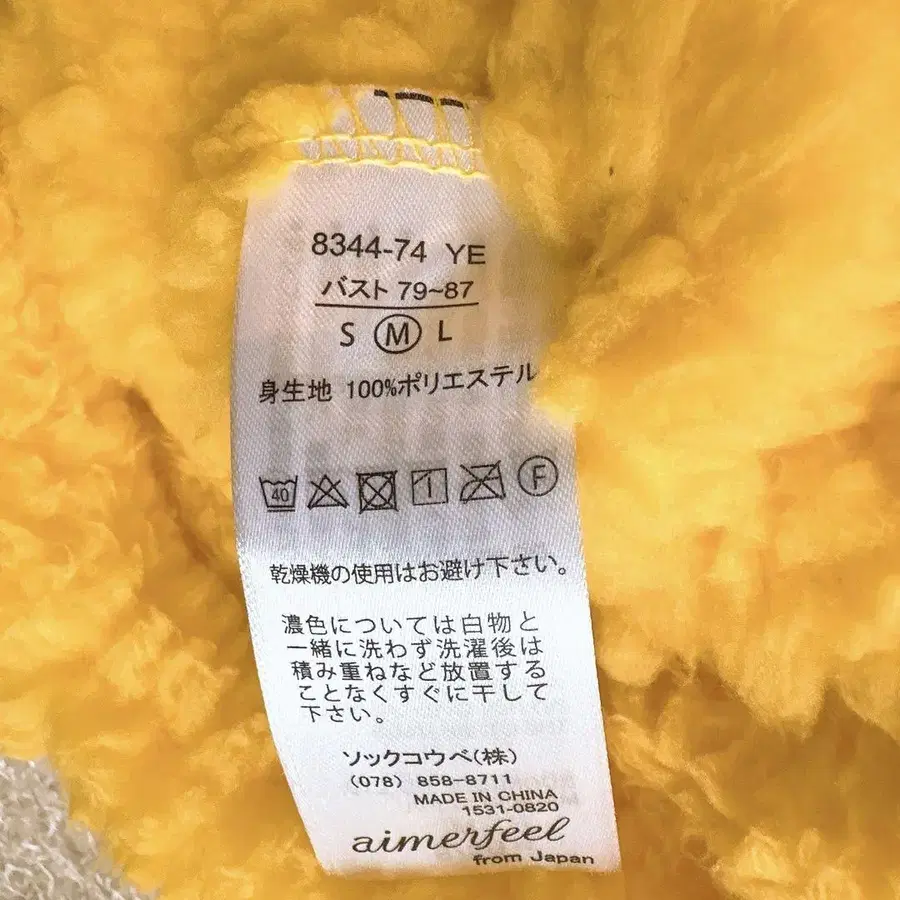 8344-74 YE
バスト 79~87
S M L
身生地 100%ポリエステル
40 F
乾燥機の使用はお避け下さい。
濃色については白物と
一緒に洗わず洗濯後は
積み重ねなど放置する
ことなくすぐに干して
下さい。
ソックコウベ(株)
(078) 858-8711
MADE IN CHINA
1531-0820
aimerfeel
from Japan